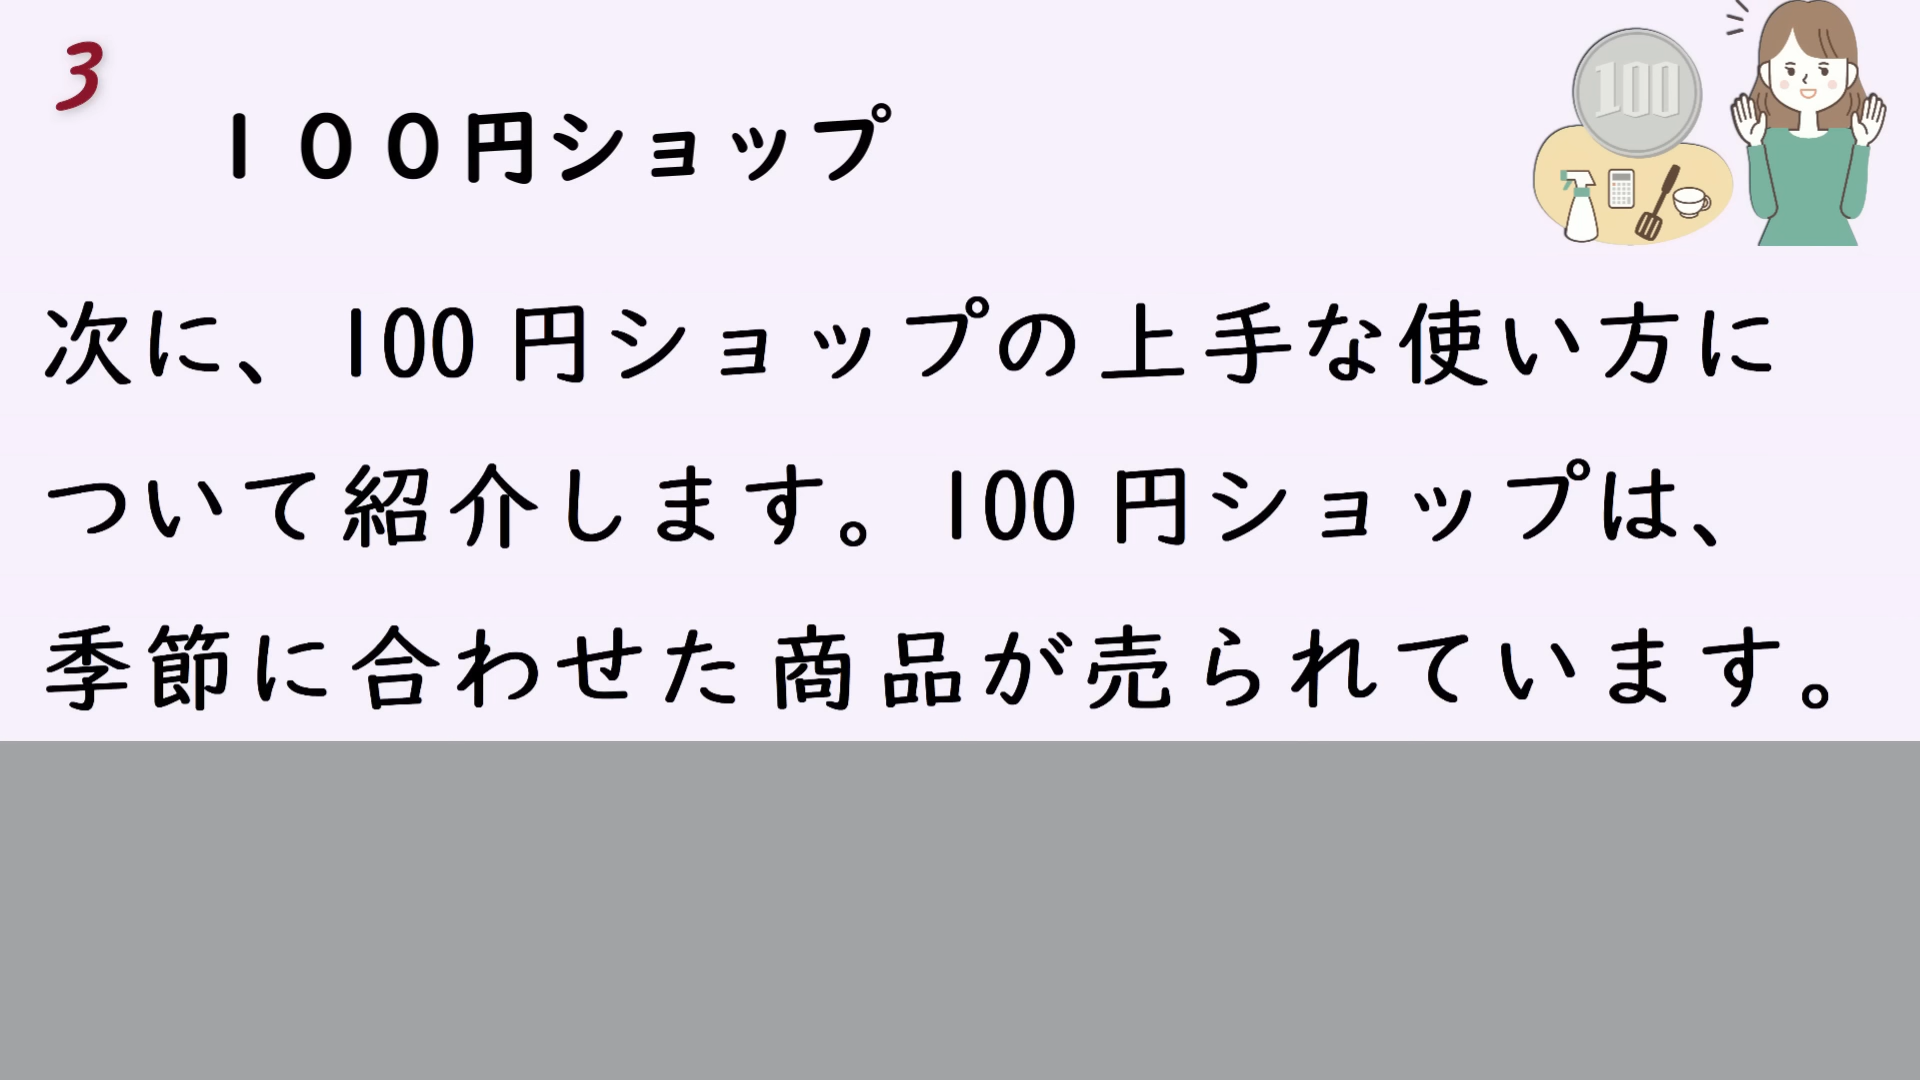 3
１００円ショップ
100
次に、100円ショップの上手な使い方に
ついて紹介します。100円ショップは、
季節に合わせた商品が売られています。